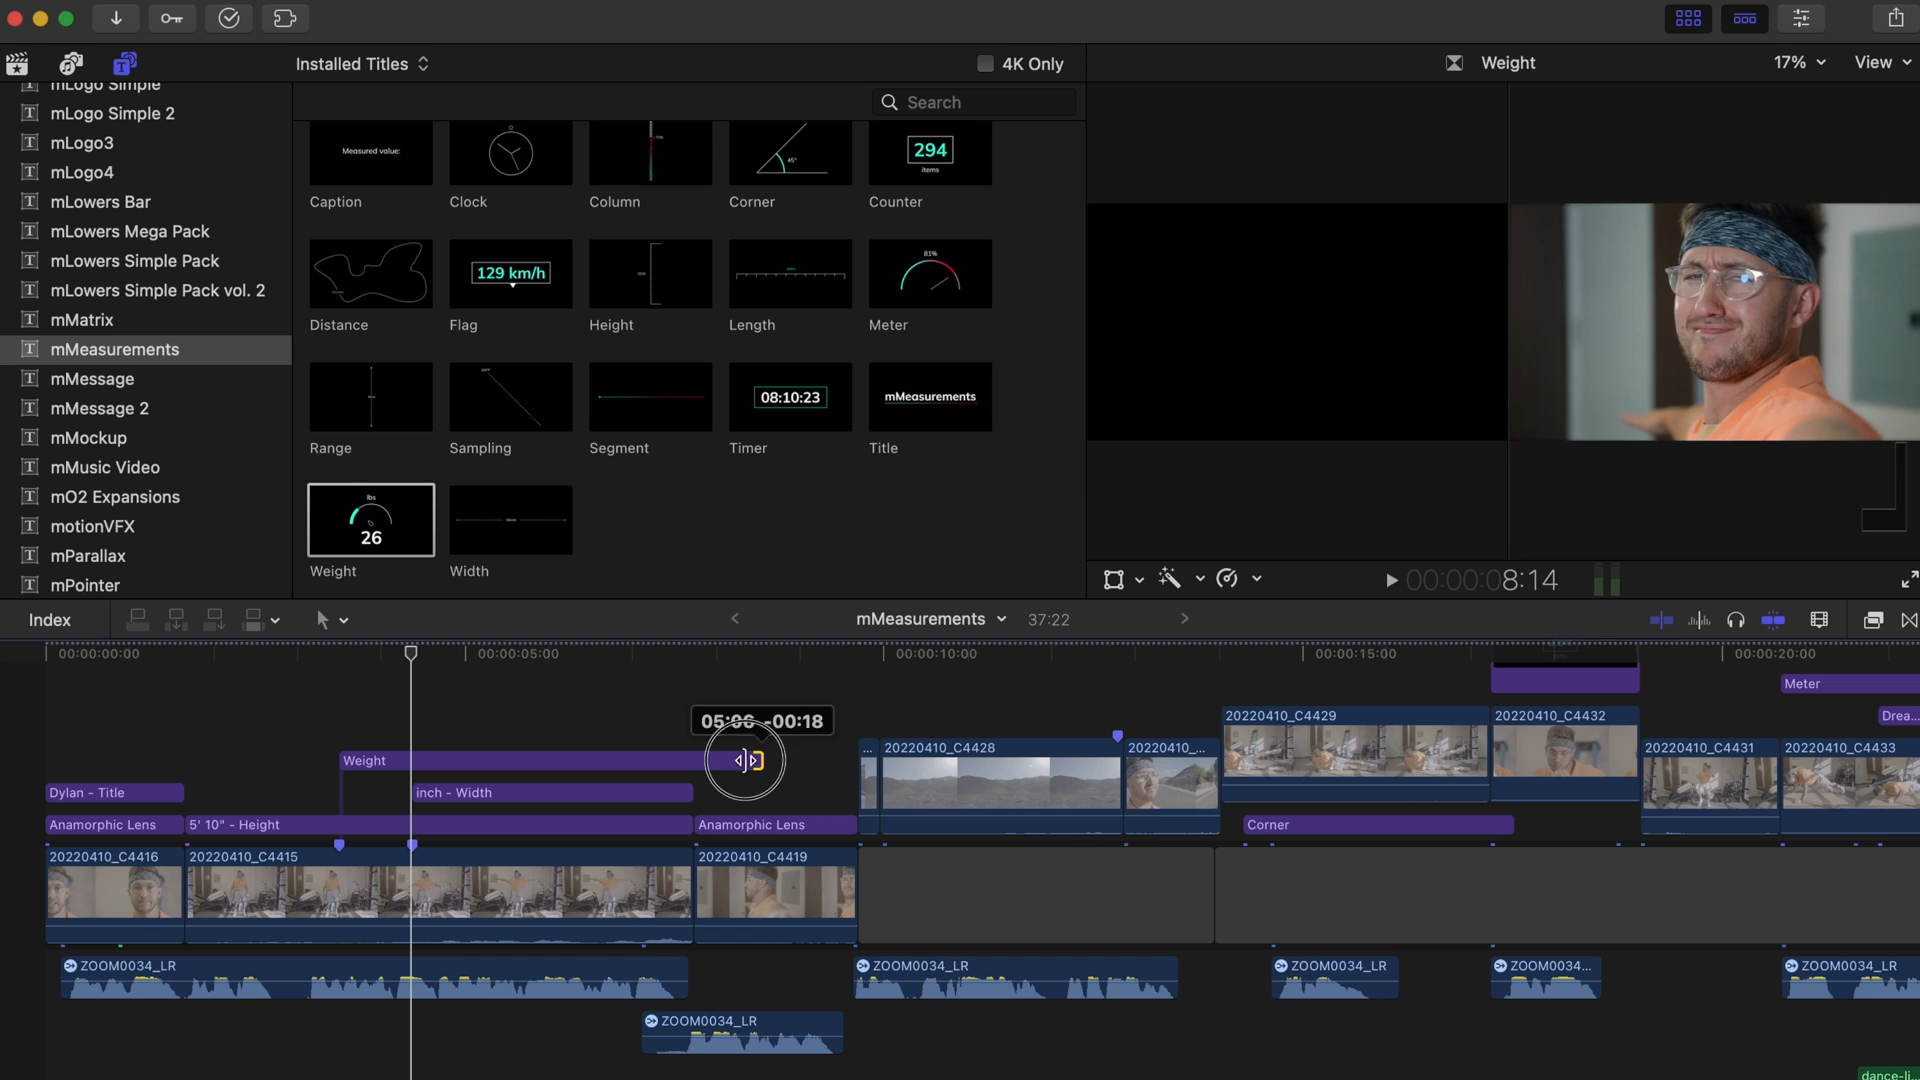 Installed Titles
4K Only
Weight
17%
View
Search
mLogo Simple
mLogo Simple 2
mLogo3
mLogo4
mLowers Bar
mLowers Mega Pack
mLowers Simple Pack
mLowers Simple Pack vol. 2
mMatrix
mMeasurements
mMessage
mMessage 2
mMockup
mMusic Video
mO2 Expansions
motionVFX
mParallax
mPointer
Measured value:
45°
294
items
Caption
Clock
Column
Corner
Counter
129 km/h
81%
Distance
Flag
Height
Length
Meter
08:10:23
mMeasurements
Range
Sampling
Segment
Timer
Title
lbs
26
Weight
Width
00:00:08:14
Index
mMeasurements
37:22
00:00:00:00
00:00:05:00
00:00:10:00
00:00:15:00
00:00:20:00
Meter
-00:18
20220410_C4429
20220410_C4432
Drea...
Weight
...
20220410_C4428
20220410_...
20220410_C4431
20220410_C4433
Dylan - Title
inch - Width
Anamorphic Lens
5' 10" - Height
Anamorphic Lens
Corner
20220410_C4416
20220410_C4415
20220410_C4419
ZOOM0034_LR
ZOOM0034_LR
ZOOM0034_LR
ZOOM0034...
ZOOM0034_LR
ZOOM0034_LR
dance-li...